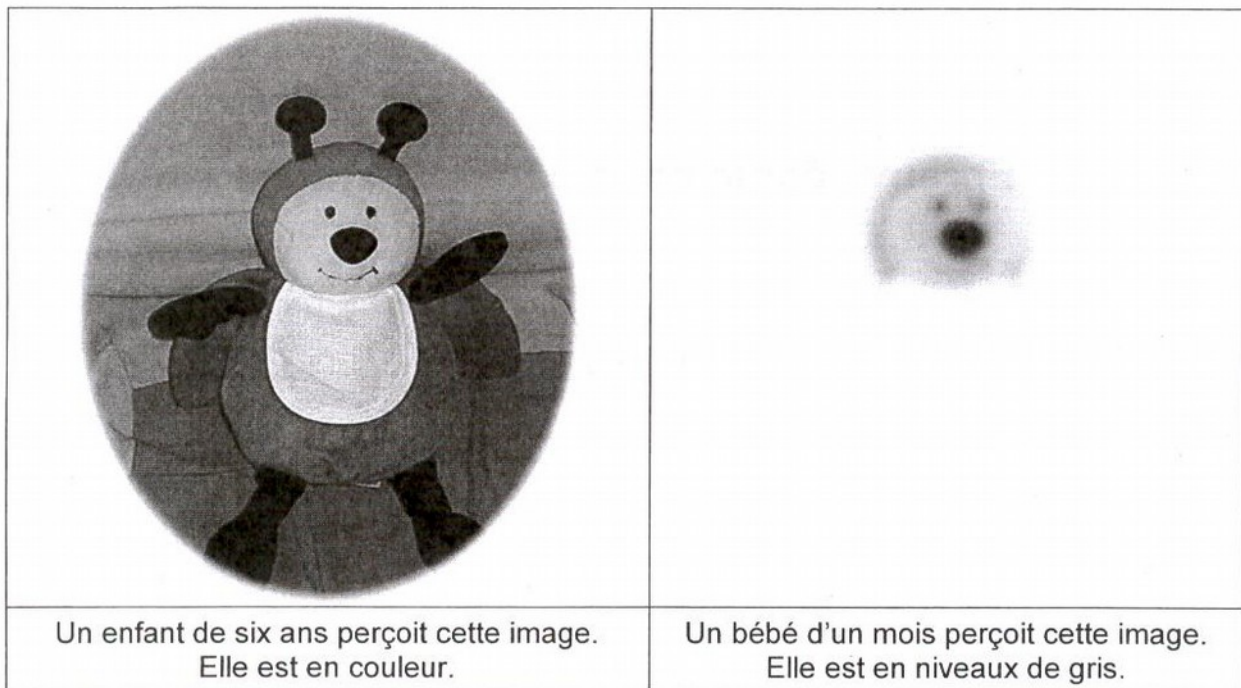 Un enfant de six ans perçoit cette image.
Elle est en couleur.
Un bébé d'un mois perçoit cette image.
Elle est en niveaux de gris.